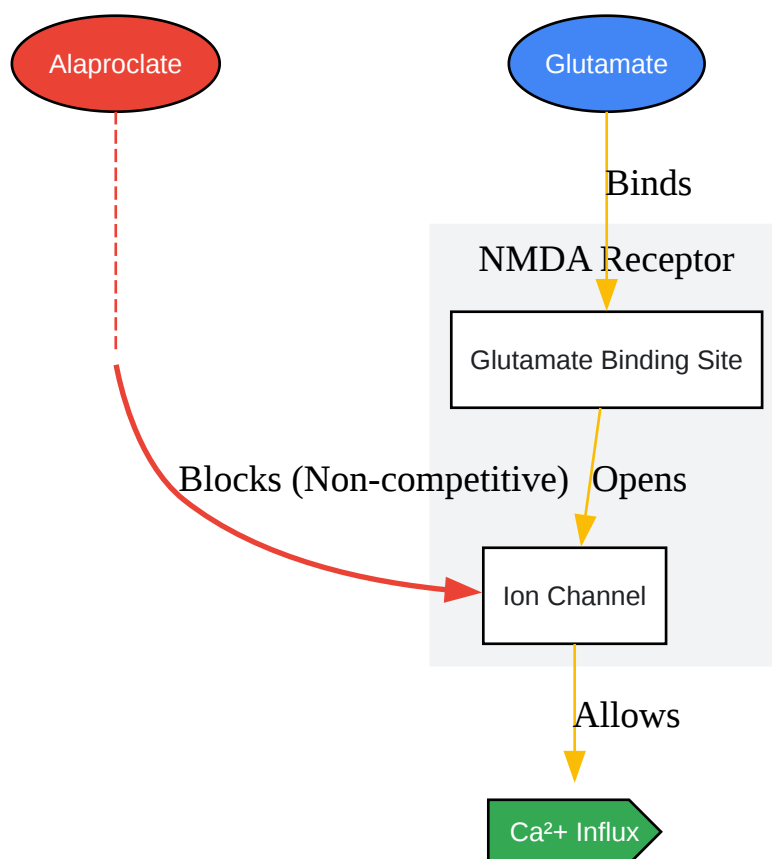 Alaproclate
Glutamate
Binds
NMDA Receptor
Glutamate Binding Site
Blocks (Non-competitive)
Opens
Ion Channel
Allows
Ca²+ Influx